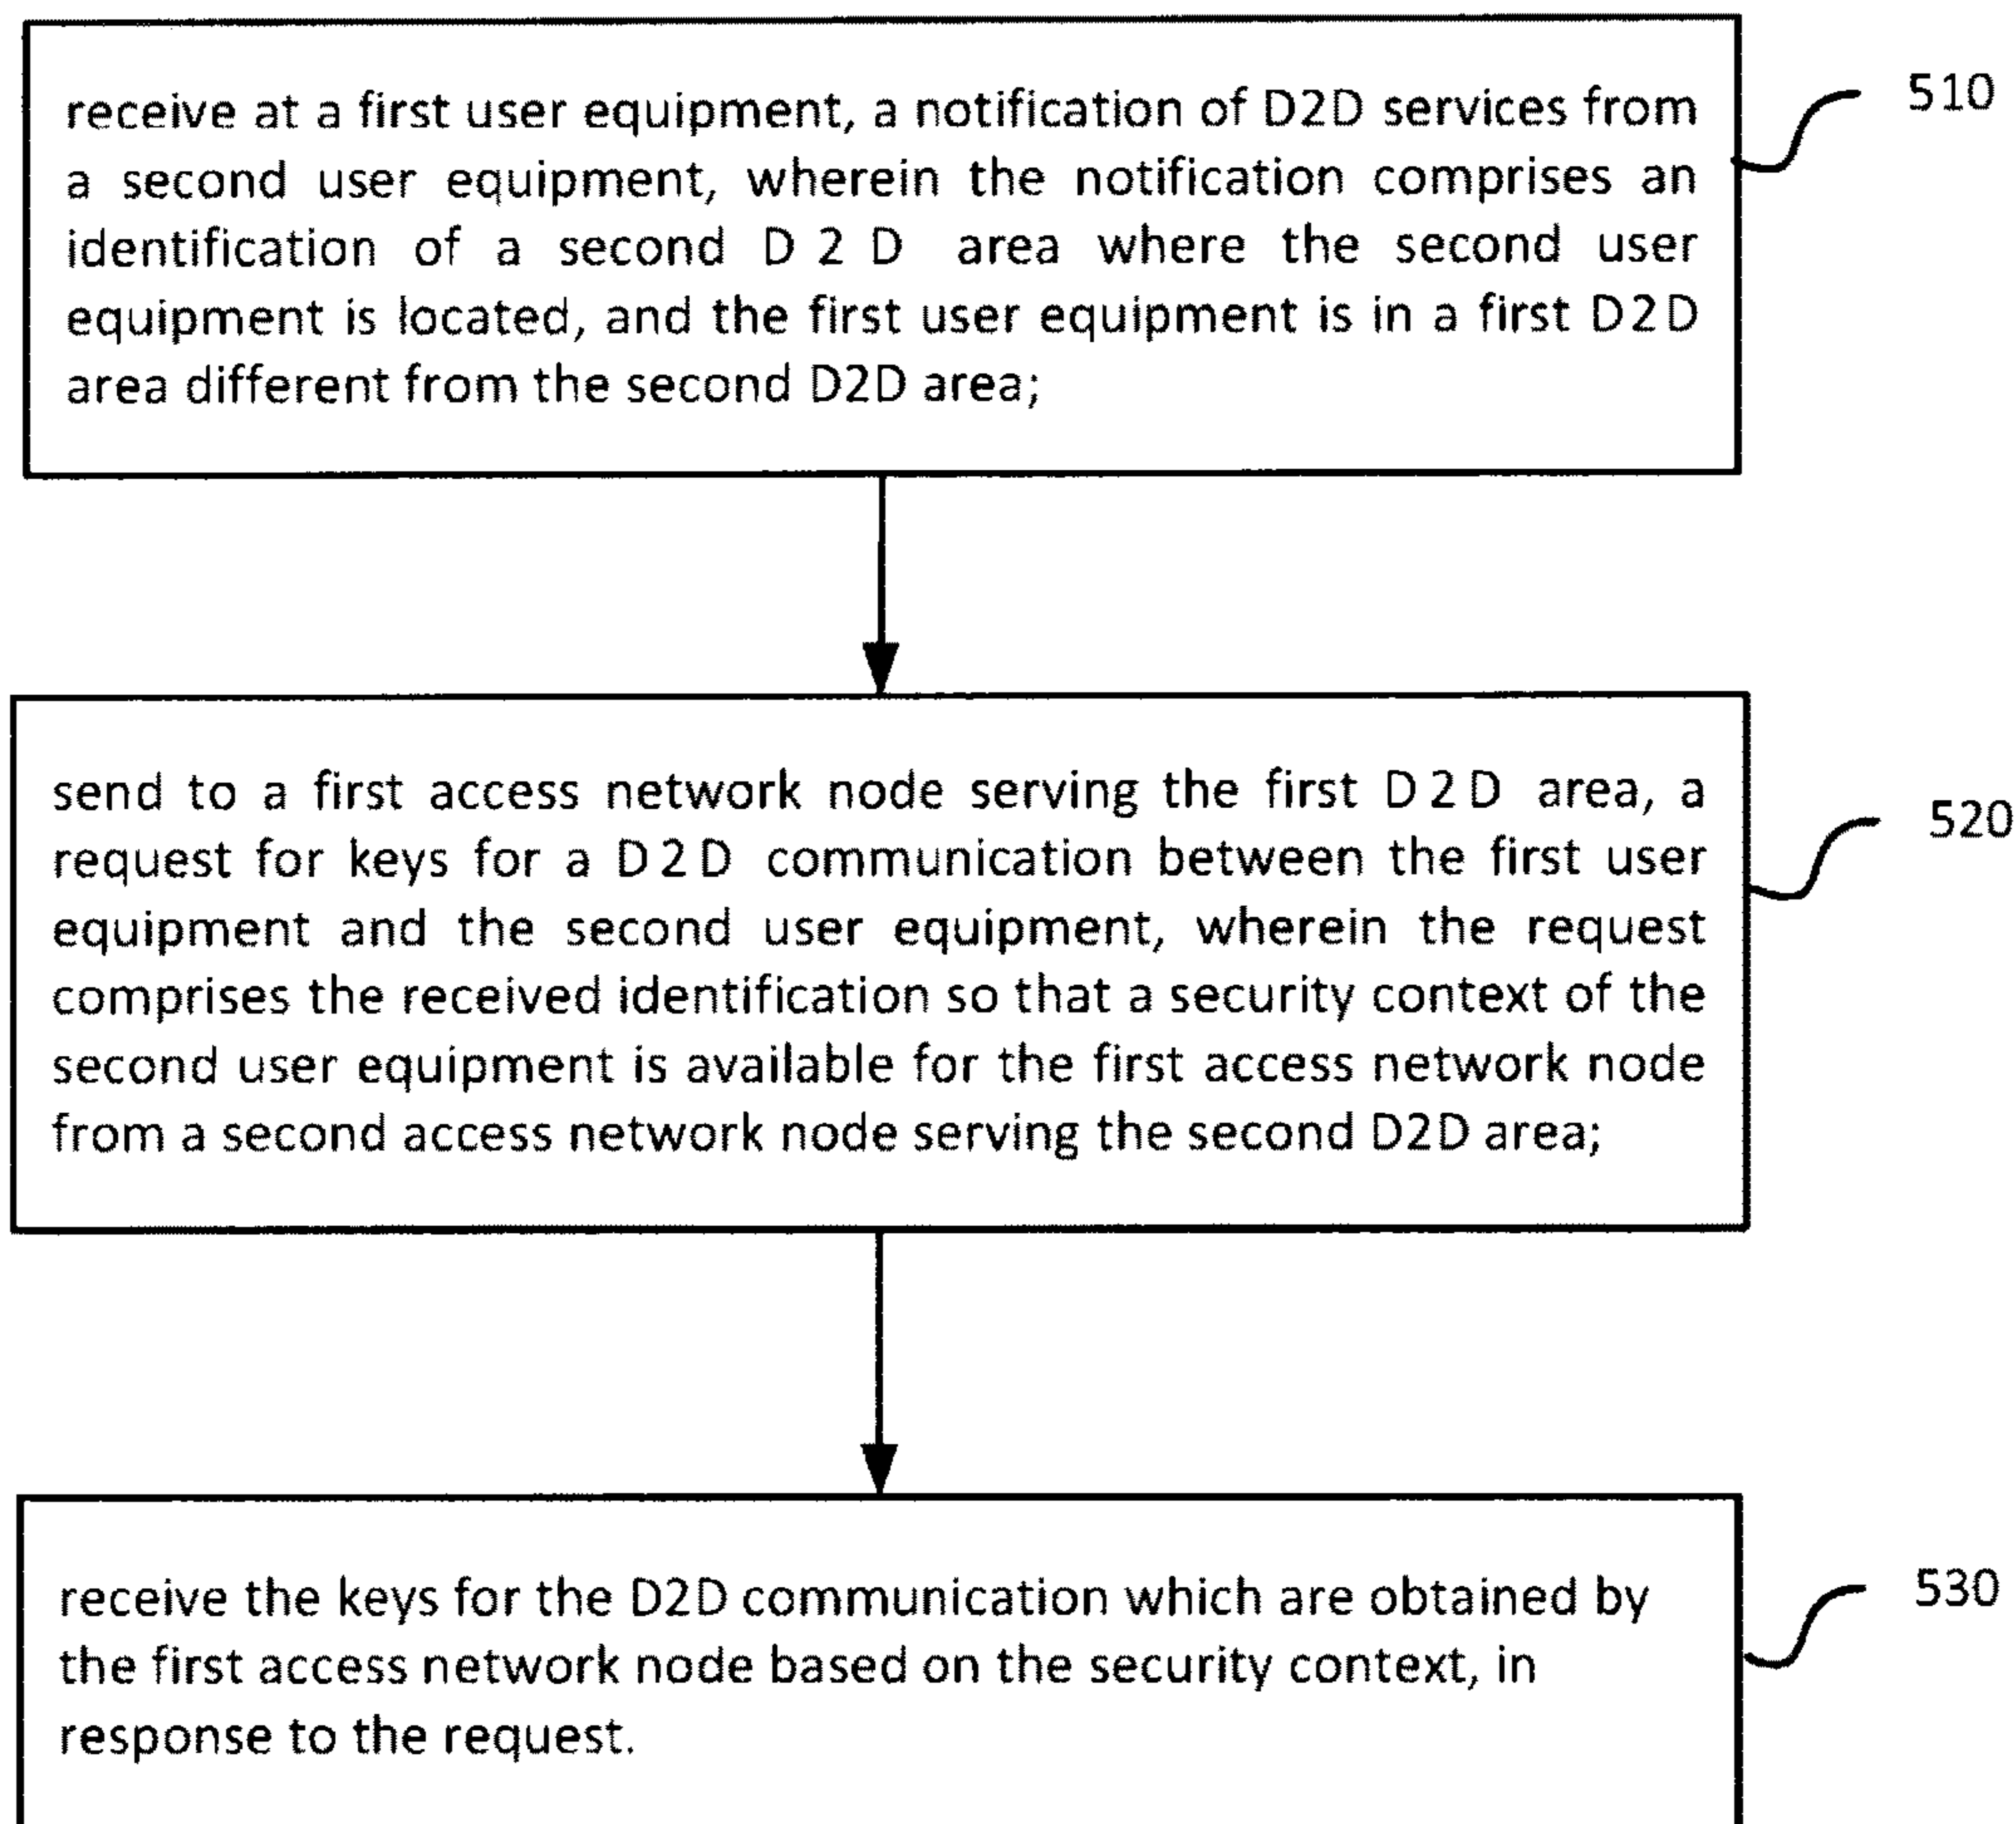 receive at a first user equipment, a notification of D2D services from
510
a second user equipment, wherein the notification comprises an
identification of a second D 2 D area where the second user
equipment is located, and the first user equipment is in a first D2D
area different from the second D2D area;
send to a first access network node serving the first D 2 D area, a
520
request for keys for a D 2 D communication between the first user
equipment and the second user equipment, wherein the request
comprises the received identification so that a security context of the
second user equipment is available for the first access network node
from a second access network node serving the second D2D area;
receive the keys for the D2D communication which are obtained by
530
the first access network node based on the security context, in
response to the request.